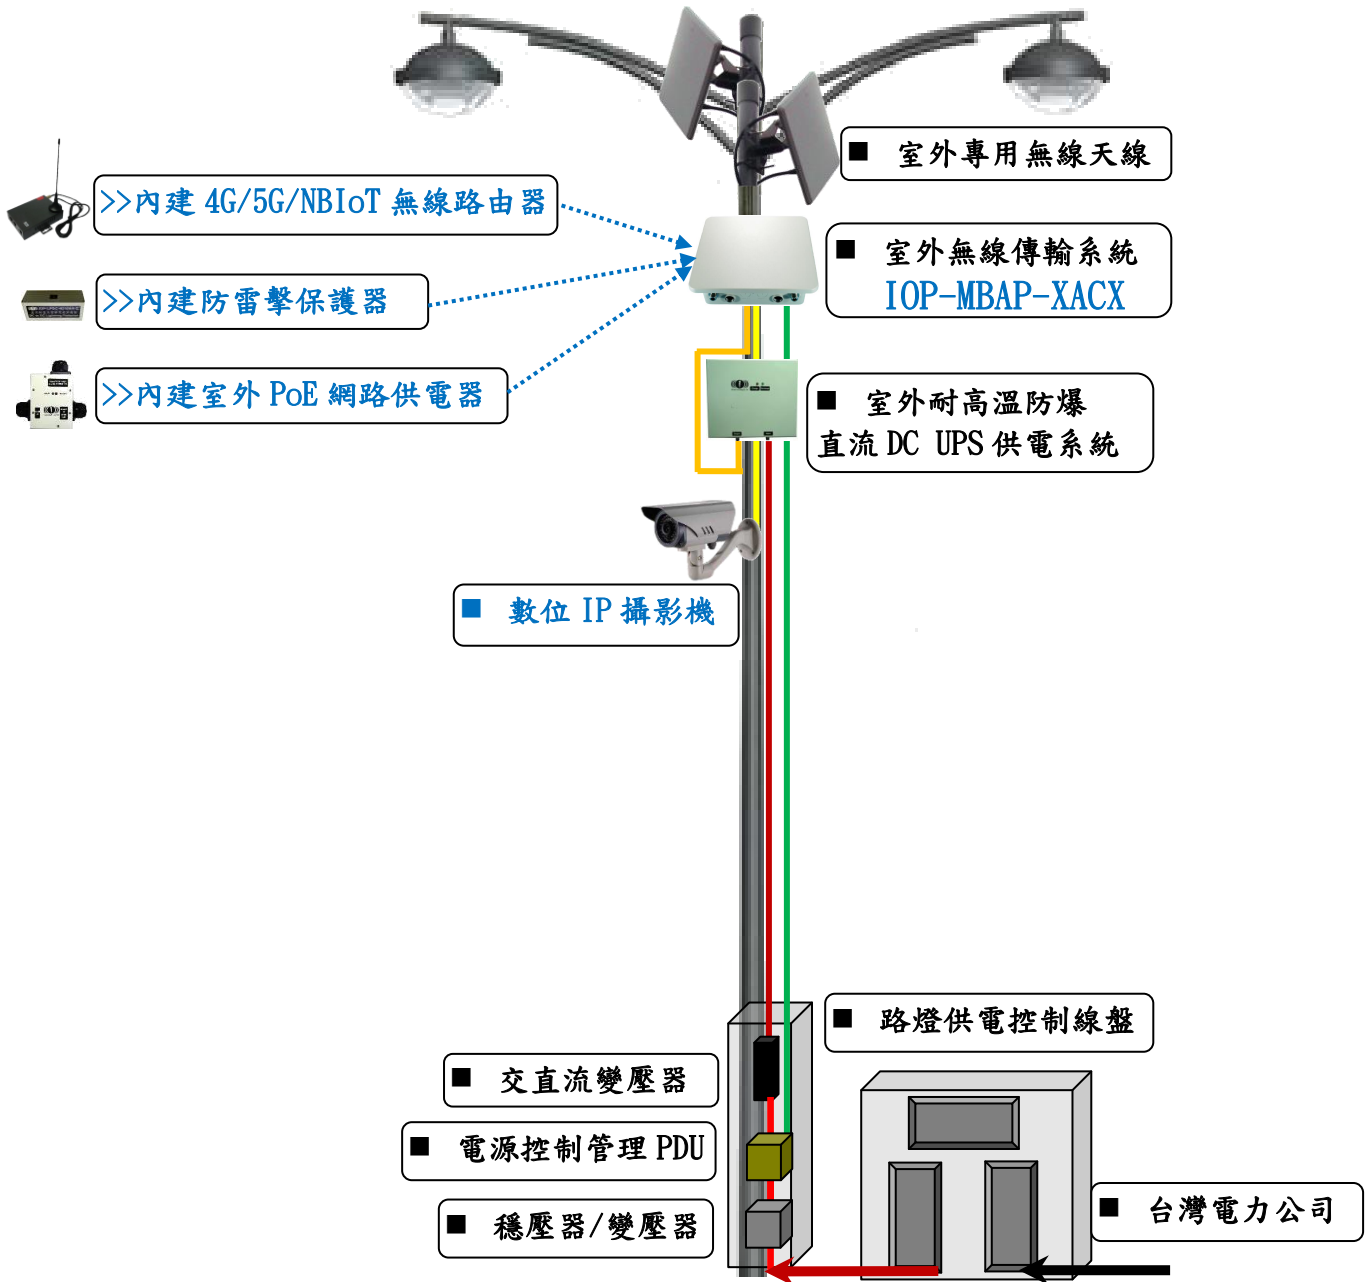 ■ 室外專用無線天線
>>內建 4G/5G/NBIoT 無線路由器
■ 室外無線傳輸系統
IOP-MBAP-XACX
>>內建防雷擊保護器
>>內建室外 PoE 網路供電器
■ 室外耐高溫防爆
直流 DC UPS 供電系統
■ 數位 IP 攝影機
■ 路燈供電控制線盤
■ 交直流變壓器
■ 電源控制管理 PDU
■ 穩壓器/變壓器
■ 台灣電力公司